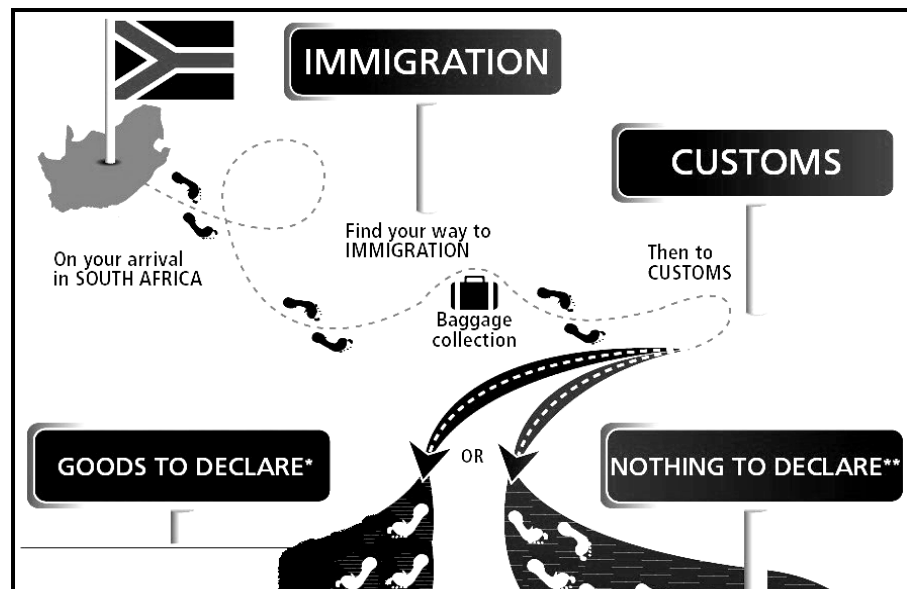 IMMIGRATION
CUSTOMS
On your arrival
in SOUTH AFRICA
Find your way to
IMMIGRATION
Then to
CUSTOMS
Baggage
collection
GOODS TO DECLARE*
OR
NOTHING TO DECLARE**